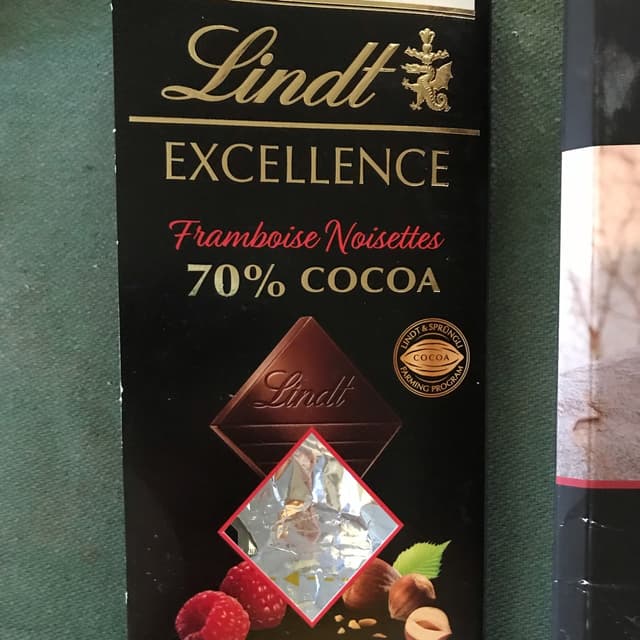 Lindt
EXCELLENCE
Framboise Noisettes
70% COCOA
LINDT & SPRÜNGLI
COCOA
FARMING PROGRAM
Lindt